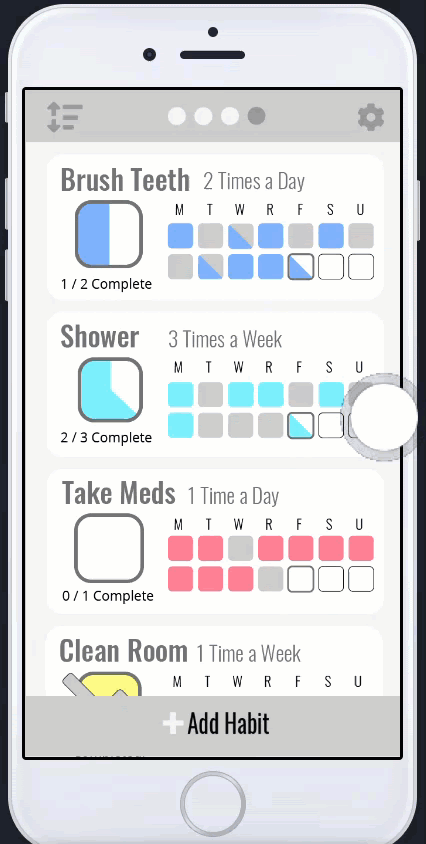 Brush Teeth 2 Times a Day
M T W R F S U
1 / 2 Complete
Shower 3 Times a Week
M T W R F S U
2 / 3 Complete
Take Meds 1 Time a Day
M T W R F S U
0 / 1 Complete
Clean Room 1 Time a Week
M T W R F S U
Add Habit